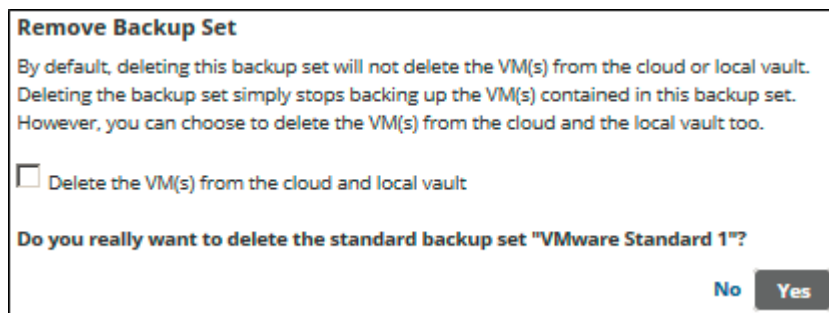 Remove Backup Set
By default, deleting this backup set will not delete the VM(s) from the cloud or local vault.
Deleting the backup set simply stops backing up the VM(s) contained in this backup set.
However, you can choose to delete the VM(s) from the cloud and the local vault too.
Delete the VM(s) from the cloud and local vault
Do you really want to delete the standard backup set "VMware Standard 1"?
No Yes